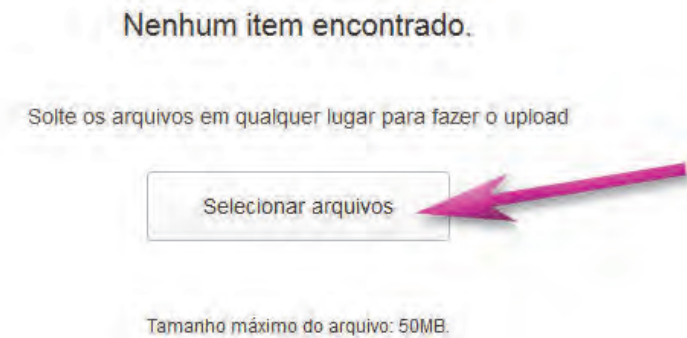 Nenhum item encontrado.
Solte os arquivos em qualquer lugar para fazer o upload
Selecionar arquivos
Tamanho máximo do arquivo: 50MB.